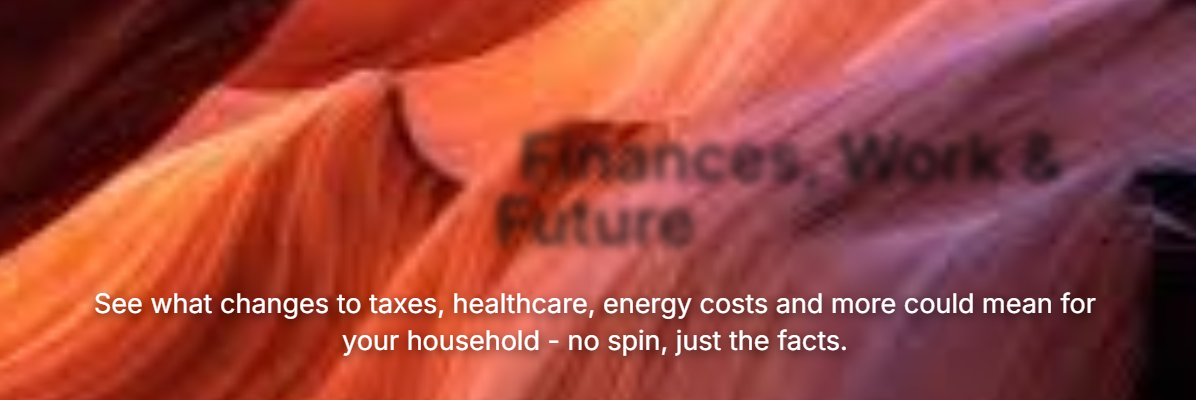 Finances, Work &
Future
See what changes to taxes, healthcare, energy costs and more could mean for
your household - no spin, just the facts.